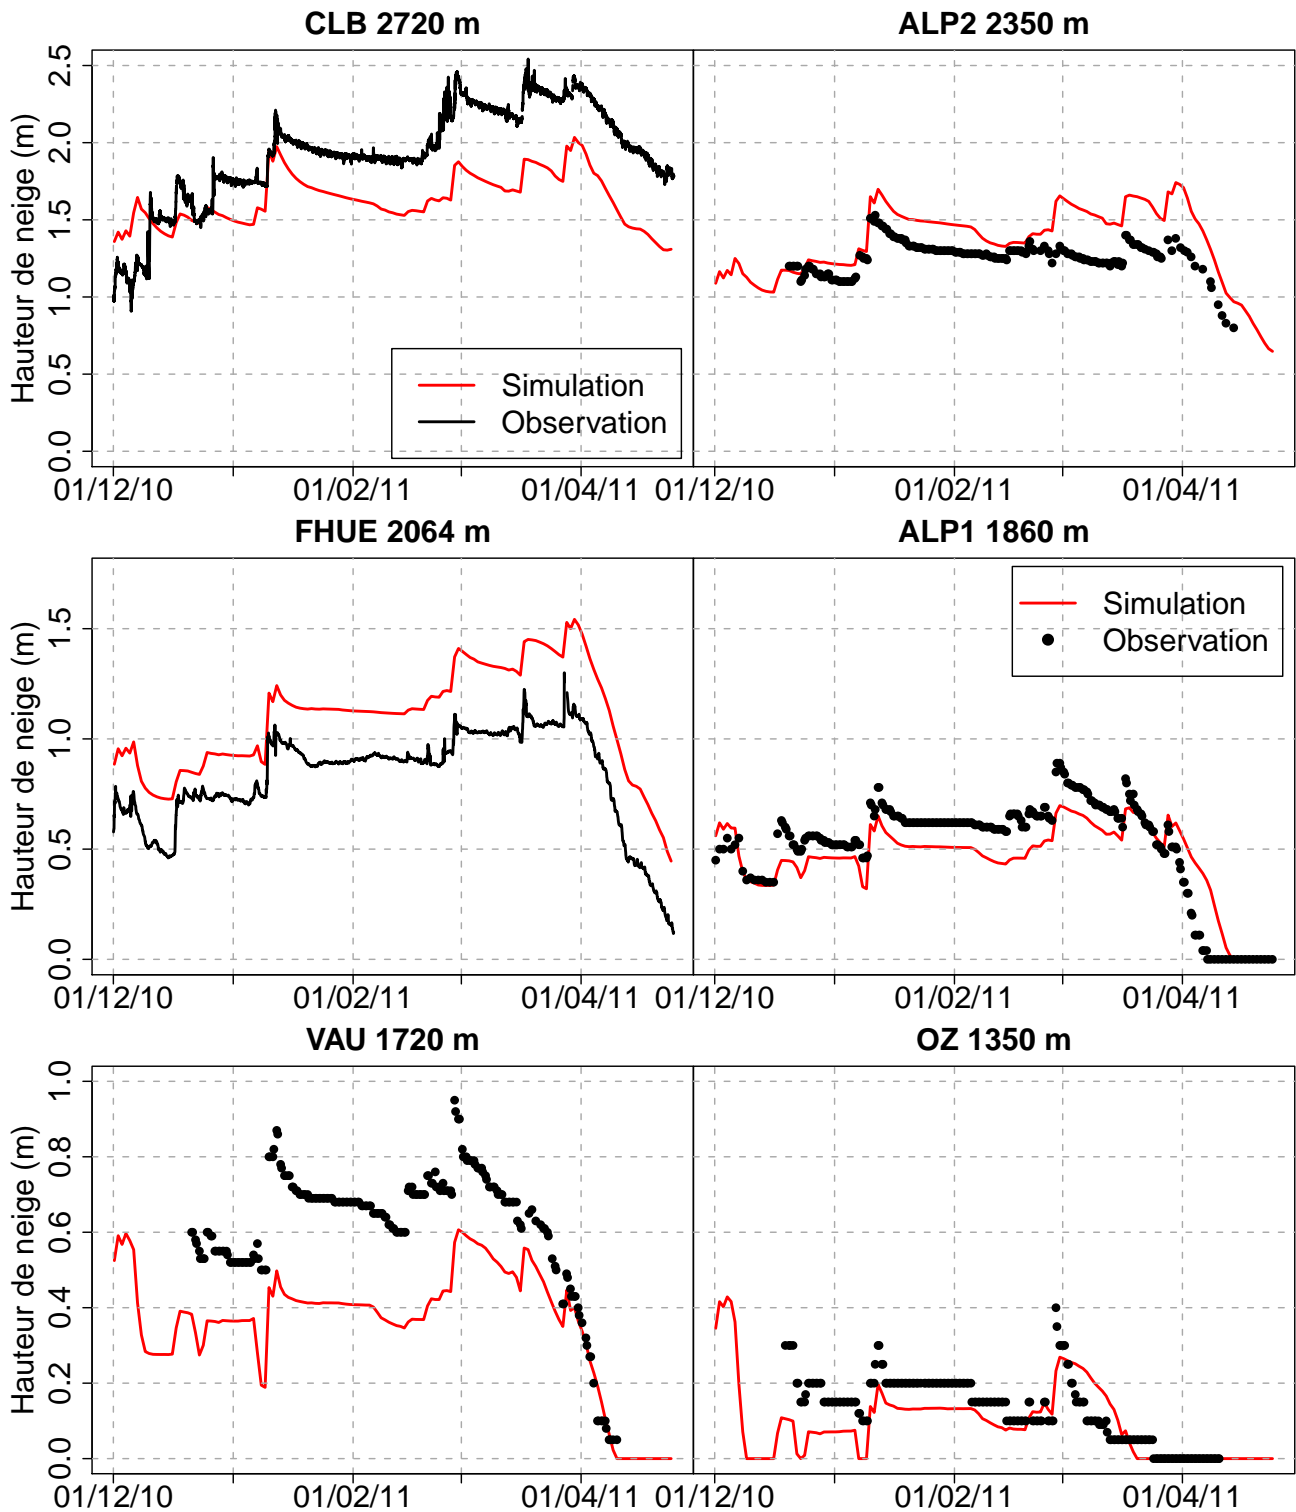 CLB 2720 m
ALP2 2350 m
Hauteur de neige (m)
0.0 0.5 1.0 1.5 2.0 2.5
Simulation
Observation
01/12/10 01/02/11 01/04/11 01/12/10 01/02/11 01/04/11
FHUE 2064 m
ALP1 1860 m
Hauteur de neige (m)
0.0 0.5 1.0 1.5
Simulation
Observation
01/12/10 01/02/11 01/04/11 01/12/10 01/02/11 01/04/11
VAU 1720 m
OZ 1350 m
Hauteur de neige (m)
0.0 0.2 0.4 0.6 0.8 1.0
01/12/10 01/02/11 01/04/11 01/12/10 01/02/11 01/04/11